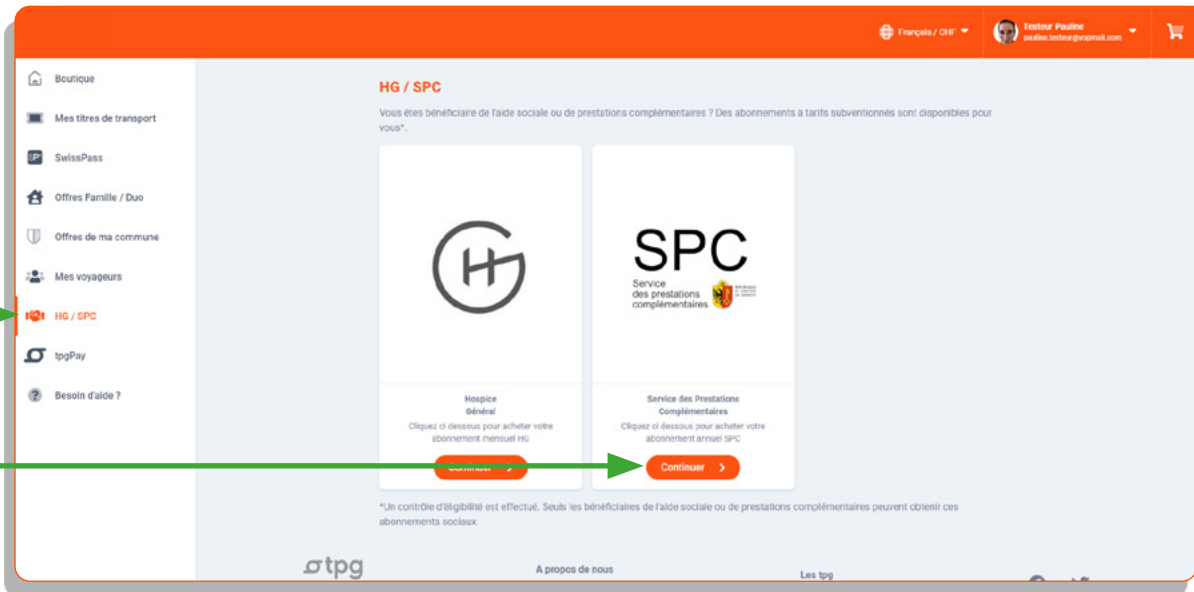 Français / CHF
Testeur Pauline
pauline.testeur@yopmail.com
Boutique
Mes titres de transport
SwissPass
Offres Famille / Duo
Offres de ma commune
Mes voyageurs
HG / SPC
tpgPay
Besoin d'aide ?
HG / SPC
Vous êtes bénéficiaire de l'aide sociale ou de prestations complémentaires ? Des abonnements à tarifs subventionnés sont disponibles pour
vous*.
HG
Hospice
Général
Cliquez ci dessous pour acheter votre
abonnement mensuel HG
Continuer
SPC
Service
des prestations
complémentaires
Service des Prestations
Complémentaires
Cliquez ci dessous pour acheter votre
abonnement annuel SPC
Continuer
*Un contrôle d'éligibilité est effectué. Seuls les bénéficiaires de l'aide sociale ou de prestations complémentaires peuvent obtenir ces
abonnements sociaux.
tpg
A propos de nous
Les tpg